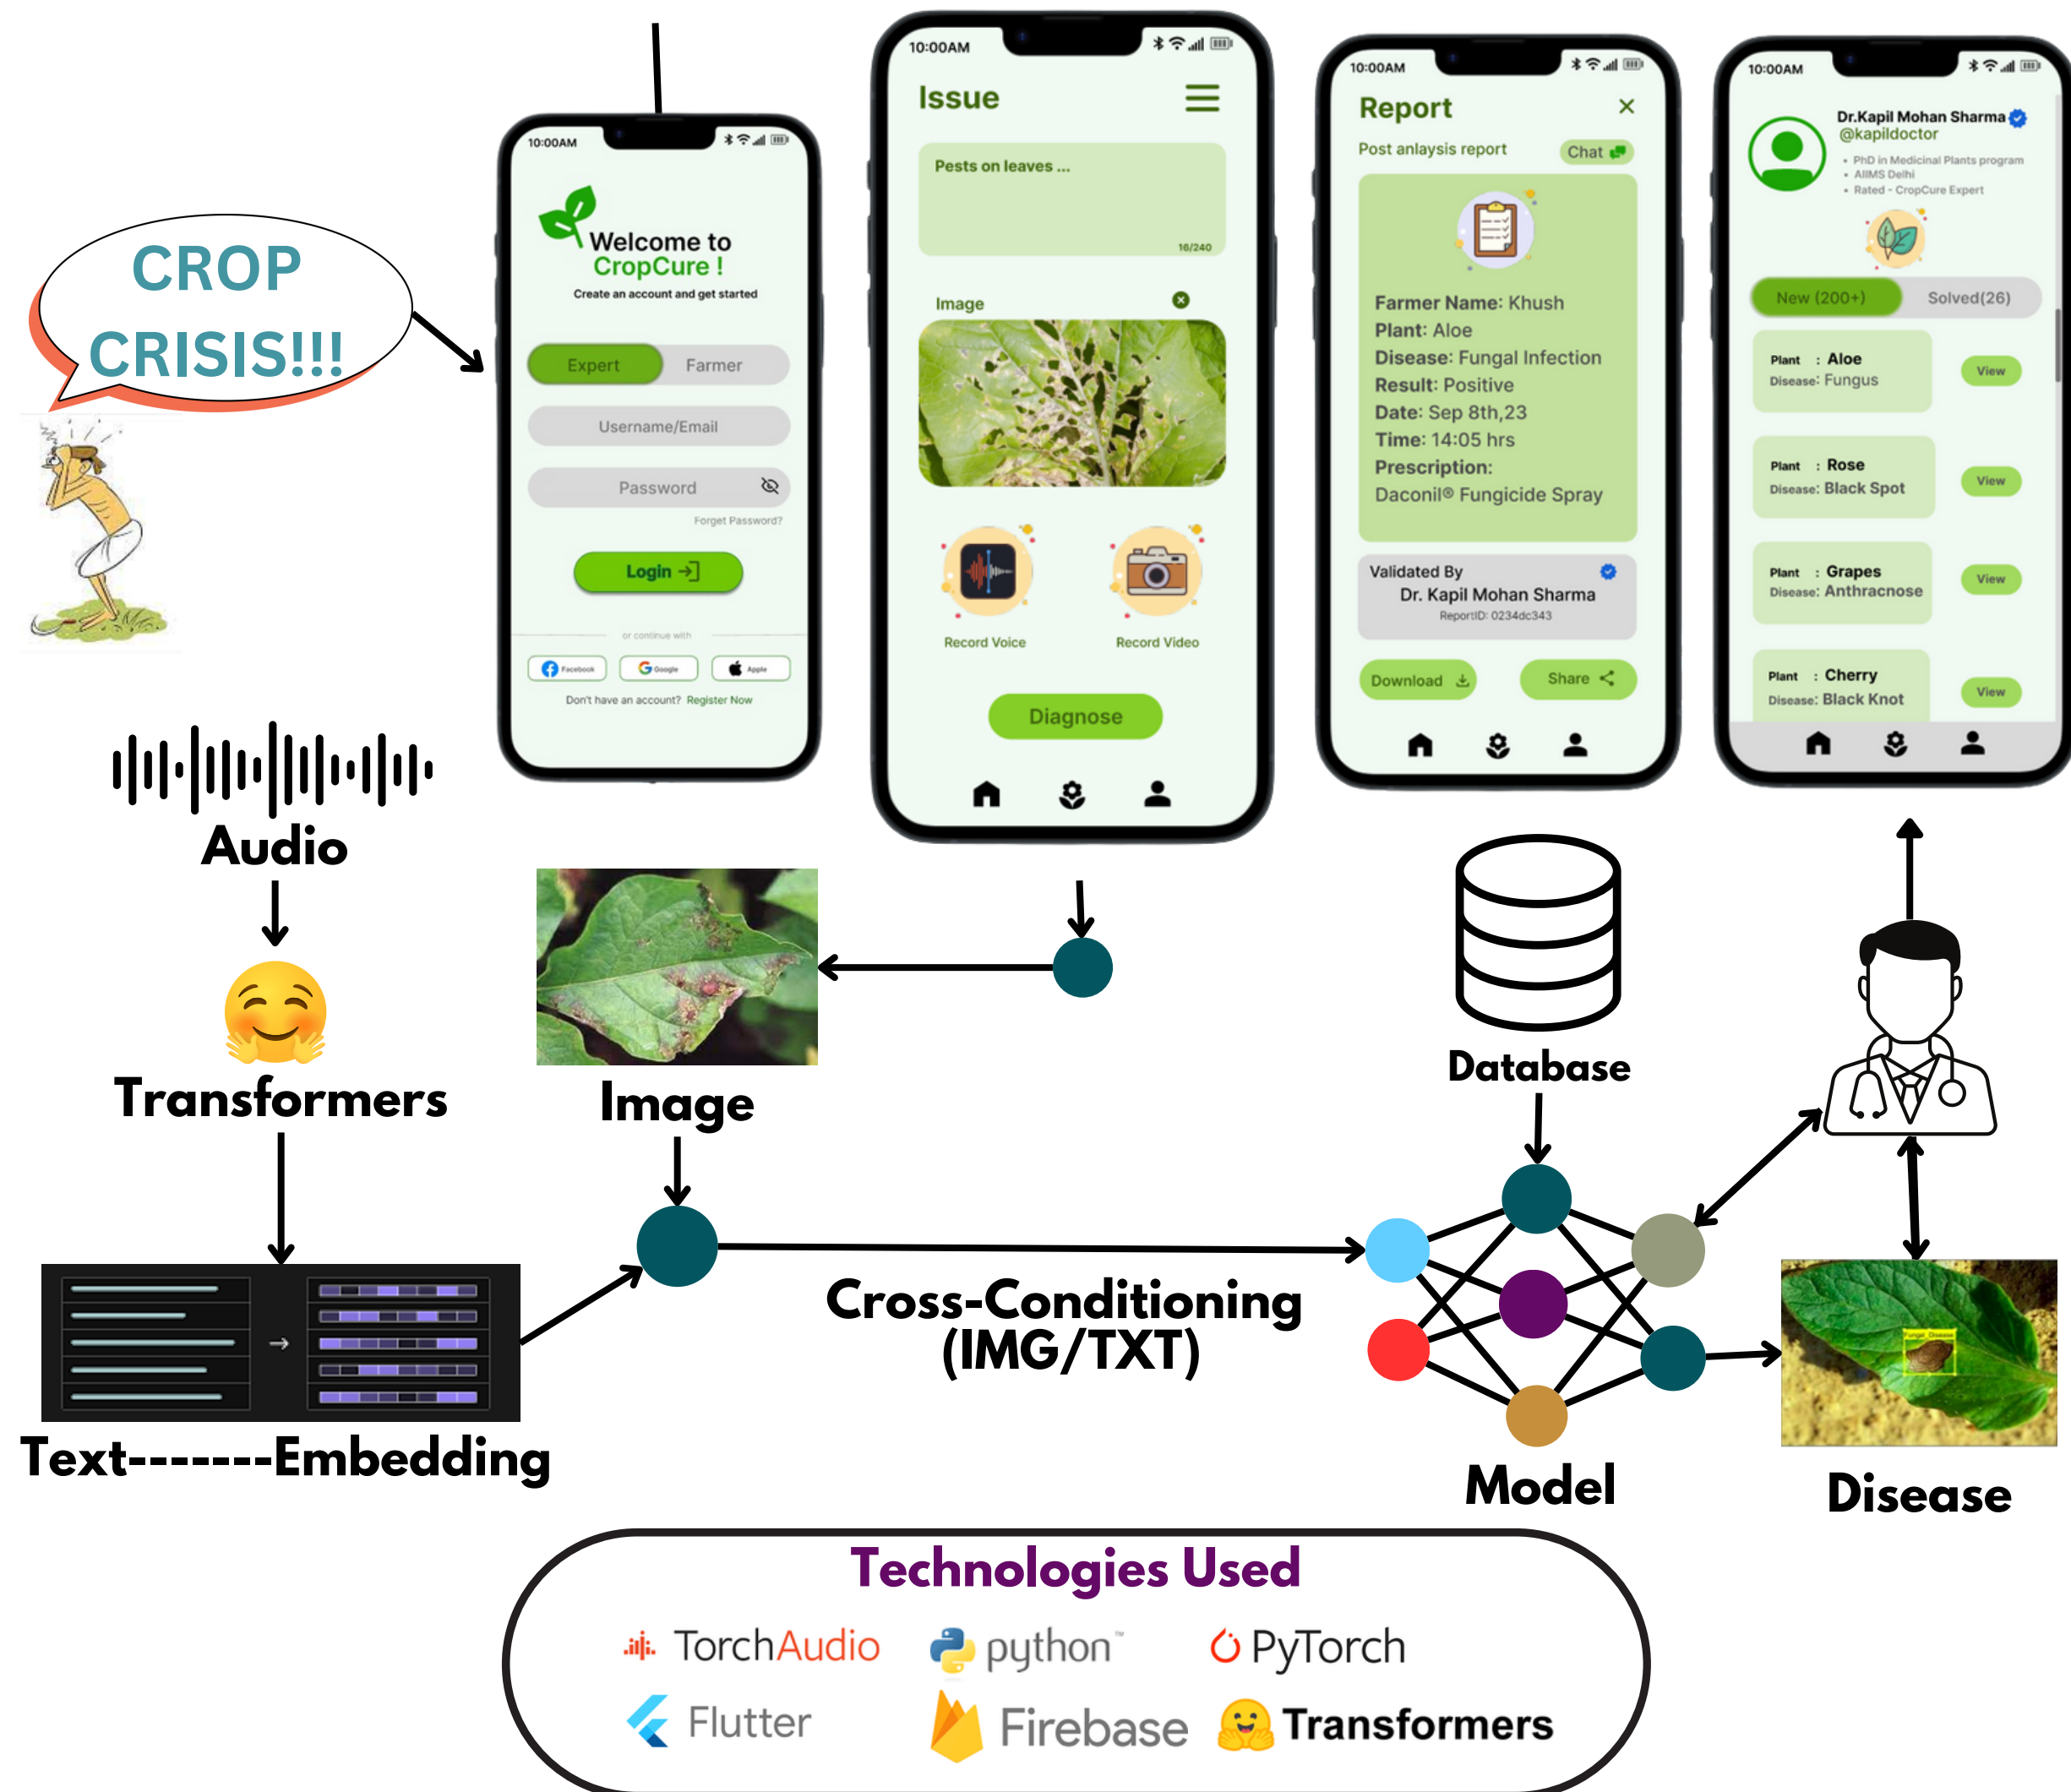 CROP
CRISIS!!!
10:00AM
Welcome to
CropCure !
Create an account and get started
Expert Farmer
Username/Email
Password
Forget Password?
Login
or continue with
Facebook Google Apple
Don't have an account? Register Now
10:00AM
Issue
Pests on leaves ...
16/240
Image
Record Voice Record Video
Diagnose
10:00AM
Report
Post anlaysis report
Chat
Farmer Name: Khush
Plant: Aloe
Disease: Fungal Infection
Result: Positive
Date: Sep 8th,23
Time: 14:05 hrs
Prescription:
Daconil® Fungicide Spray
Validated By
Dr. Kapil Mohan Sharma
ReportID: 0234dc343
Download Share
10:00AM
Dr.Kapil Mohan Sharma
@kapildoctor
• PhD in Medicinal Plants program
• AIIMS Delhi
• Rated - CropCure Expert
New (200+) Solved(26)
Plant : Aloe
Disease: Fungus
View
Plant : Rose
Disease: Black Spot
View
Plant : Grapes
Disease: Anthracnose
View
Plant : Cherry
Disease: Black Knot
View
Audio
Transformers
Text-------Embedding
Image
Cross-Conditioning
(IMG/TXT)
Database
Model
Fungal_Disease
Disease
Technologies Used
TorchAudio python™ PyTorch
Flutter Firebase Transformers